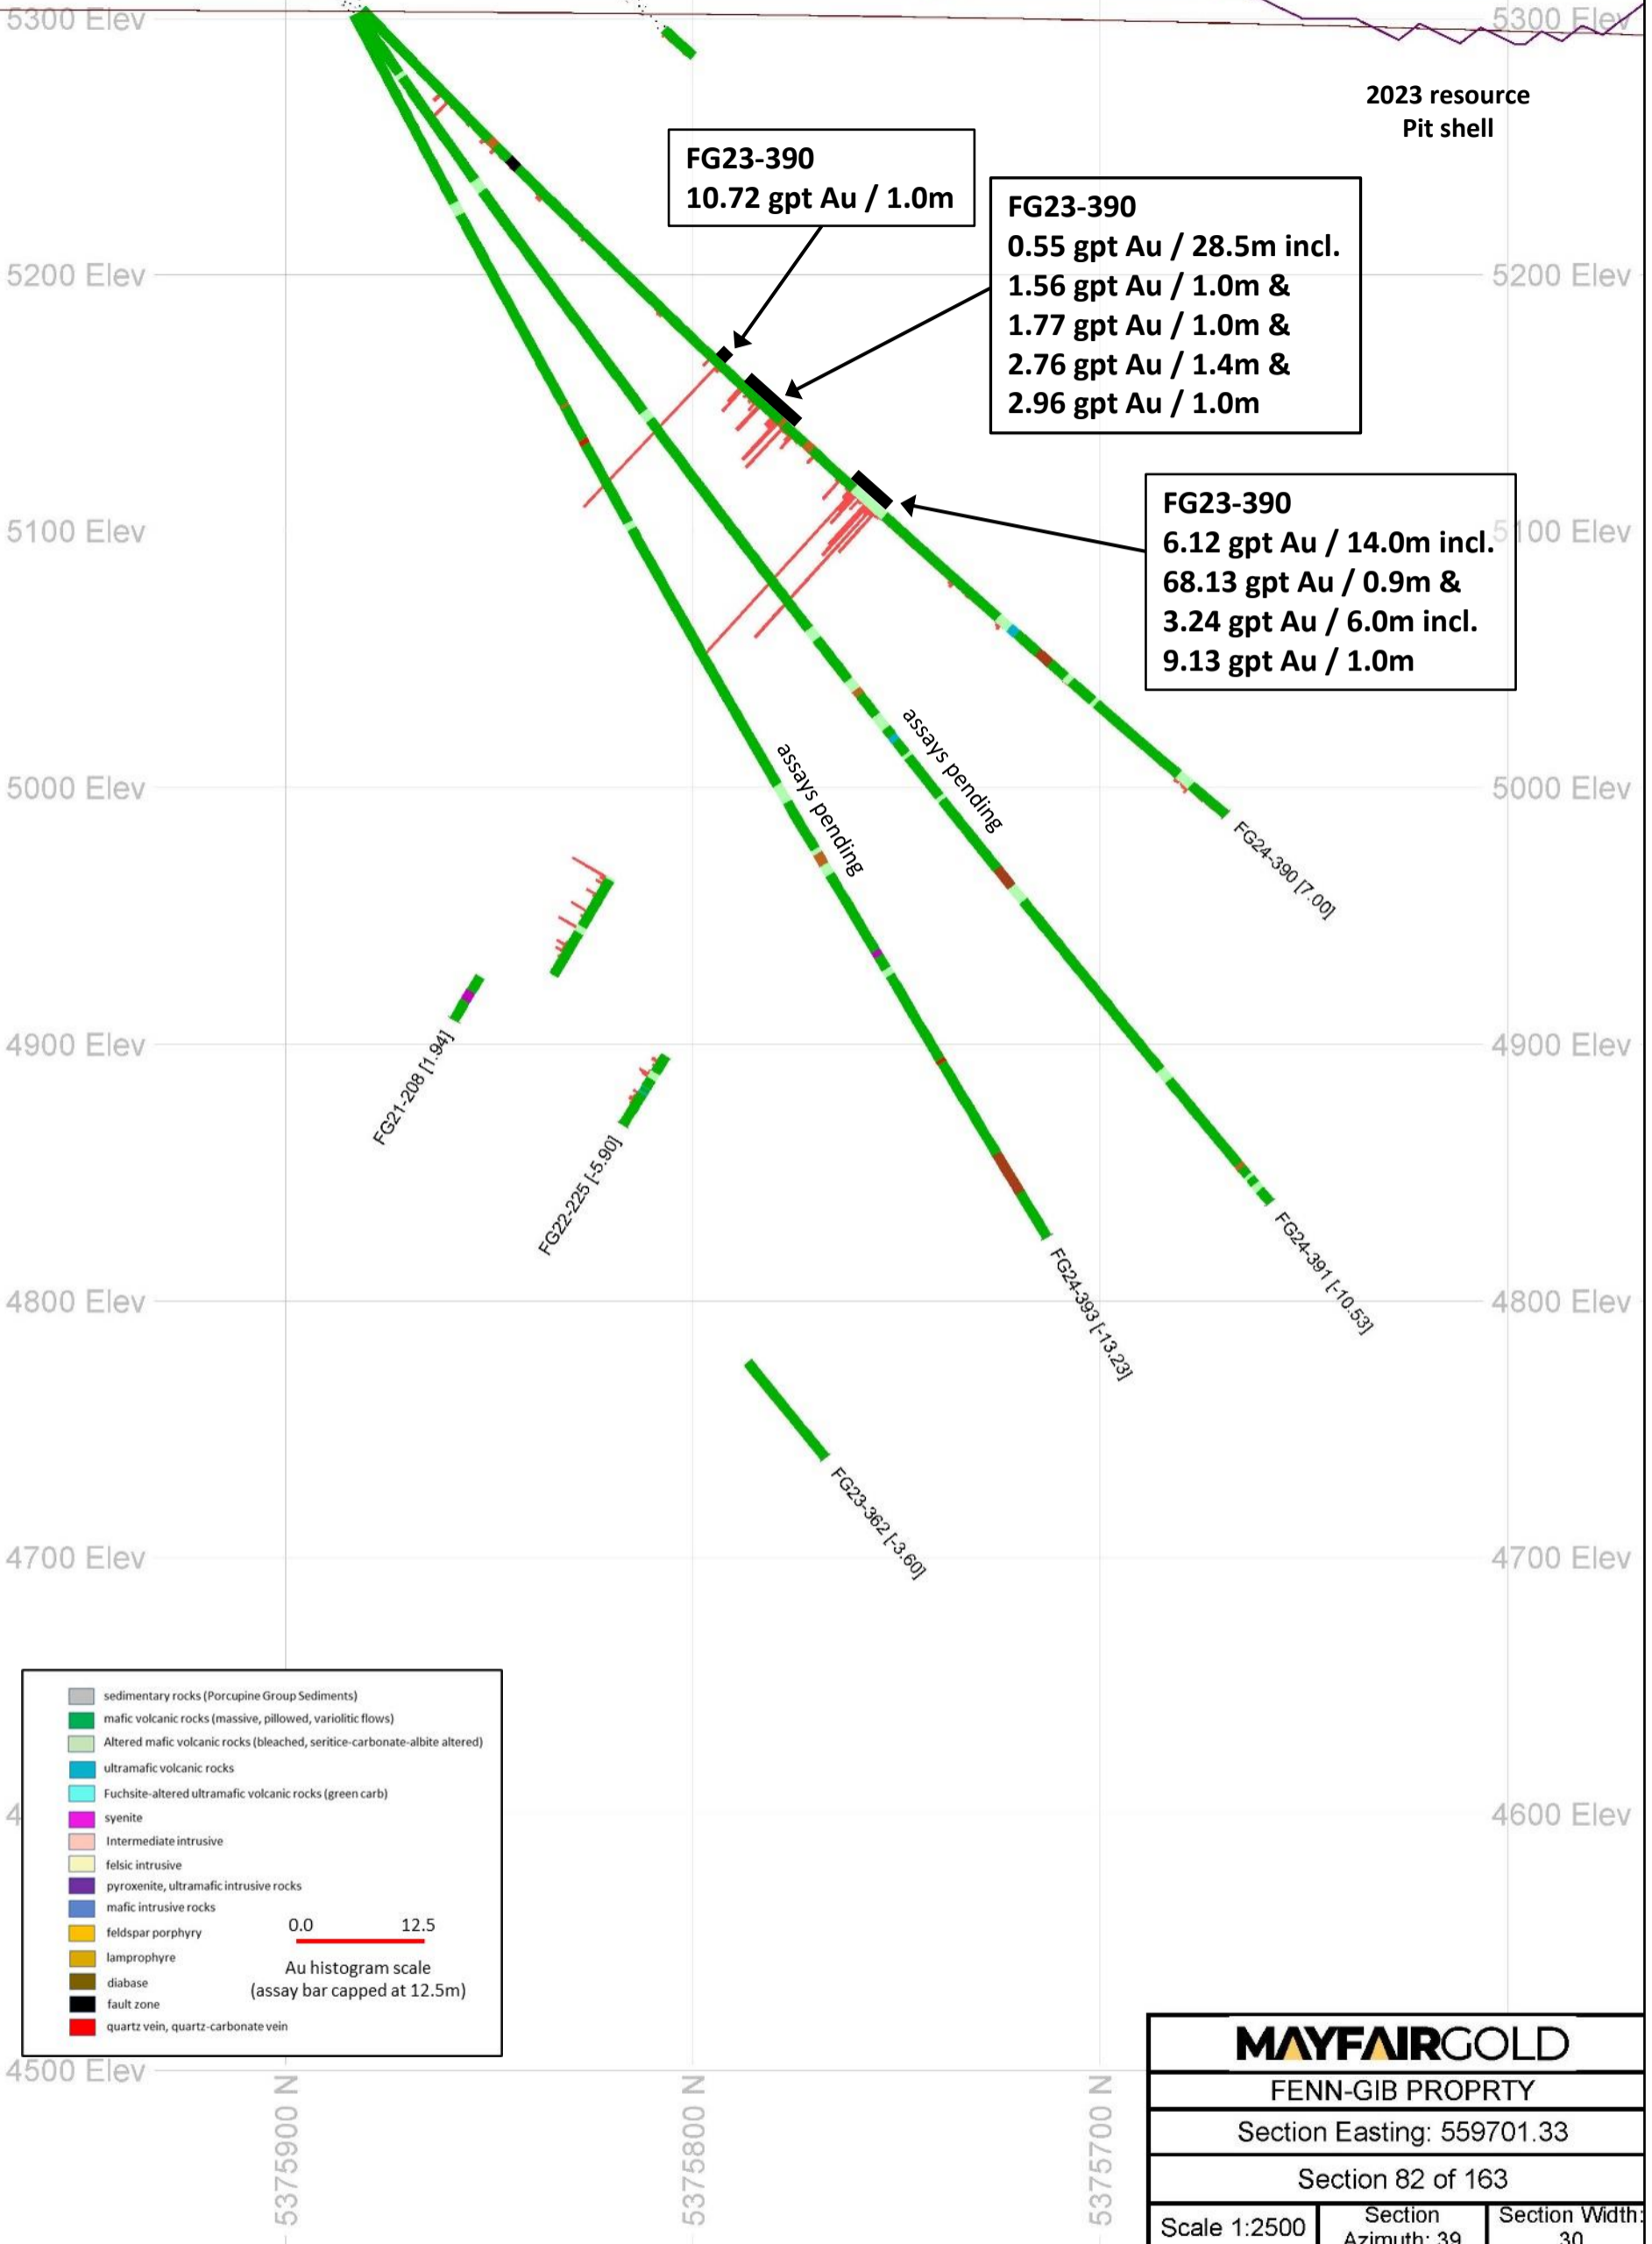 5300 Elev
5300 Elev
2023 resource
Pit shell
FG23-390
10.72 gpt Au / 1.0m
FG23-390
0.55 gpt Au / 28.5m incl.
1.56 gpt Au / 1.0m &
1.77 gpt Au / 1.0m &
2.76 gpt Au / 1.4m &
2.96 gpt Au / 1.0m
5200 Elev
5200 Elev
FG23-390
6.12 gpt Au / 14.0m incl.
68.13 gpt Au / 0.9m &
3.24 gpt Au / 6.0m incl.
9.13 gpt Au / 1.0m
5100 Elev
5100 Elev
assays pending
assays pending
5000 Elev
5000 Elev
FG24-390 [7.00]
4900 Elev
4900 Elev
FG21-208 [1.94]
FG22-225 [-5.90]
FG24-391 [-10.53]
FG24-393 [-13.23]
4800 Elev
4800 Elev
FG23-362 [-3.60]
4700 Elev
4700 Elev
sedimentary rocks (Porcupine Group Sediments)
mafic volcanic rocks (massive, pillowed, variolitic flows)
Altered mafic volcanic rocks (bleached, seritice-carbonate-albite altered)
ultramafic volcanic rocks
Fuchsite-altered ultramafic volcanic rocks (green carb)
syenite
Intermediate intrusive
felsic intrusive
pyroxenite, ultramafic intrusive rocks
mafic intrusive rocks
feldspar porphyry
lamprophyre
diabase
fault zone
quartz vein, quartz-carbonate vein
0.0 12.5
Au histogram scale
(assay bar capped at 12.5m)
4
4600 Elev
4500 Elev
5375900 N
5375800 N
5375700 N
MAYFAIRGOLD
FENN-GIB PROPRTY
Section Easting: 559701.33
Section 82 of 163
Scale 1:2500
Section
Azimuth: 39
Section Width:
30